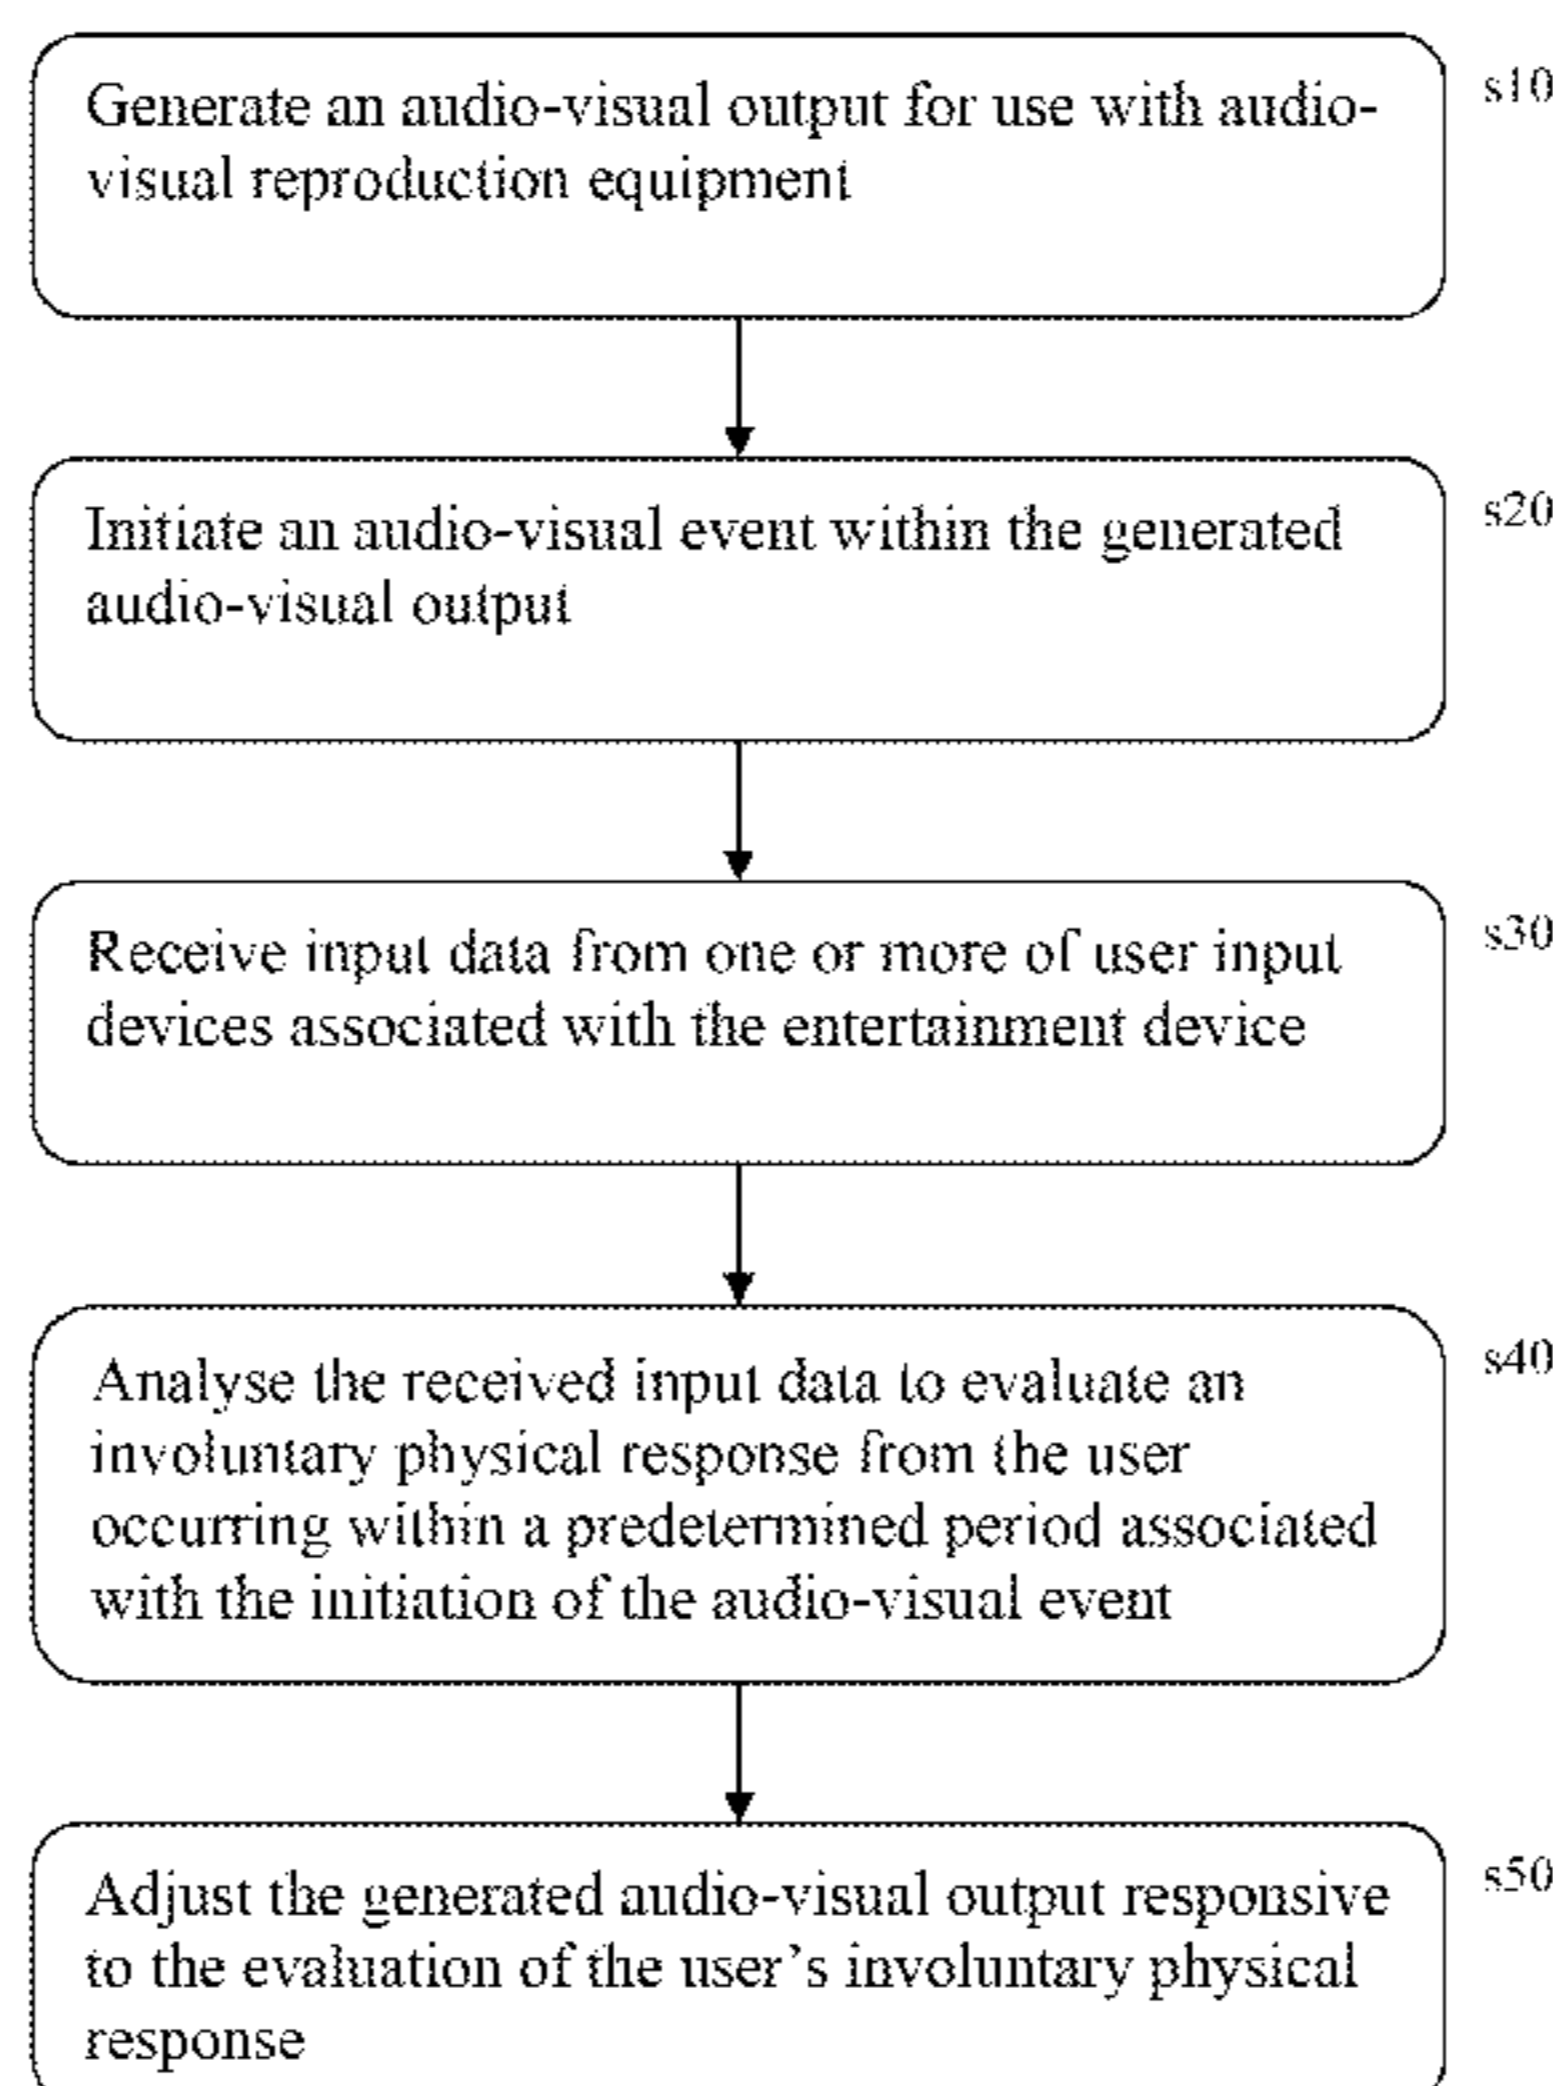 Generate an audio-visual output for use with audio-
visual reproduction equipment
s10
Initiate an audio-visual event within the generated
audio-visual output
s20
Receive input data from one or more of user input
devices associated with the entertainment device
s30
Analyse the received input data to evaluate an
involuntary physical response from the user
occurring within a predetermined period associated
with the initiation of the audio-visual event
s40
Adjust the generated audio-visual output responsive
to the evaluation of the user's involuntary physical
response
s50